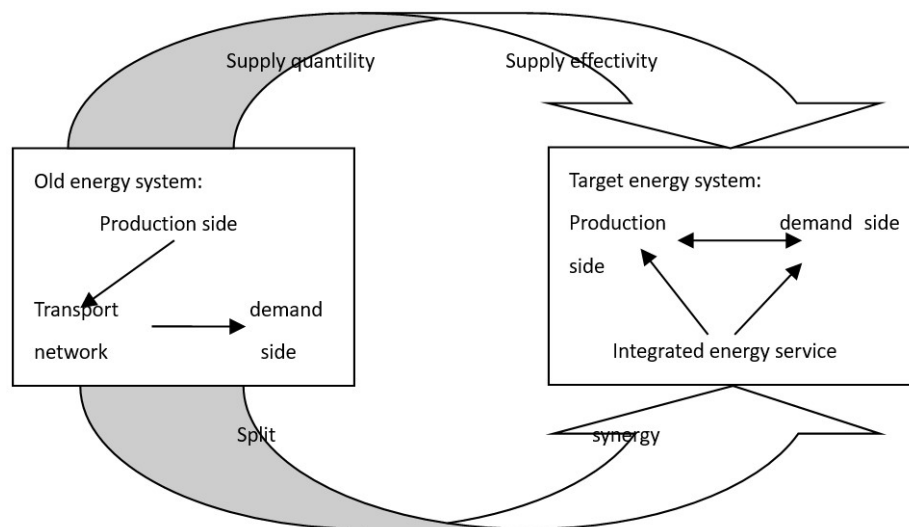 Supply quantility
Supply effectivity
Old energy system:
Production side
Transport
network
demand
side
Target energy system:
Production
side
demand side
Integrated energy service
Split
synergy